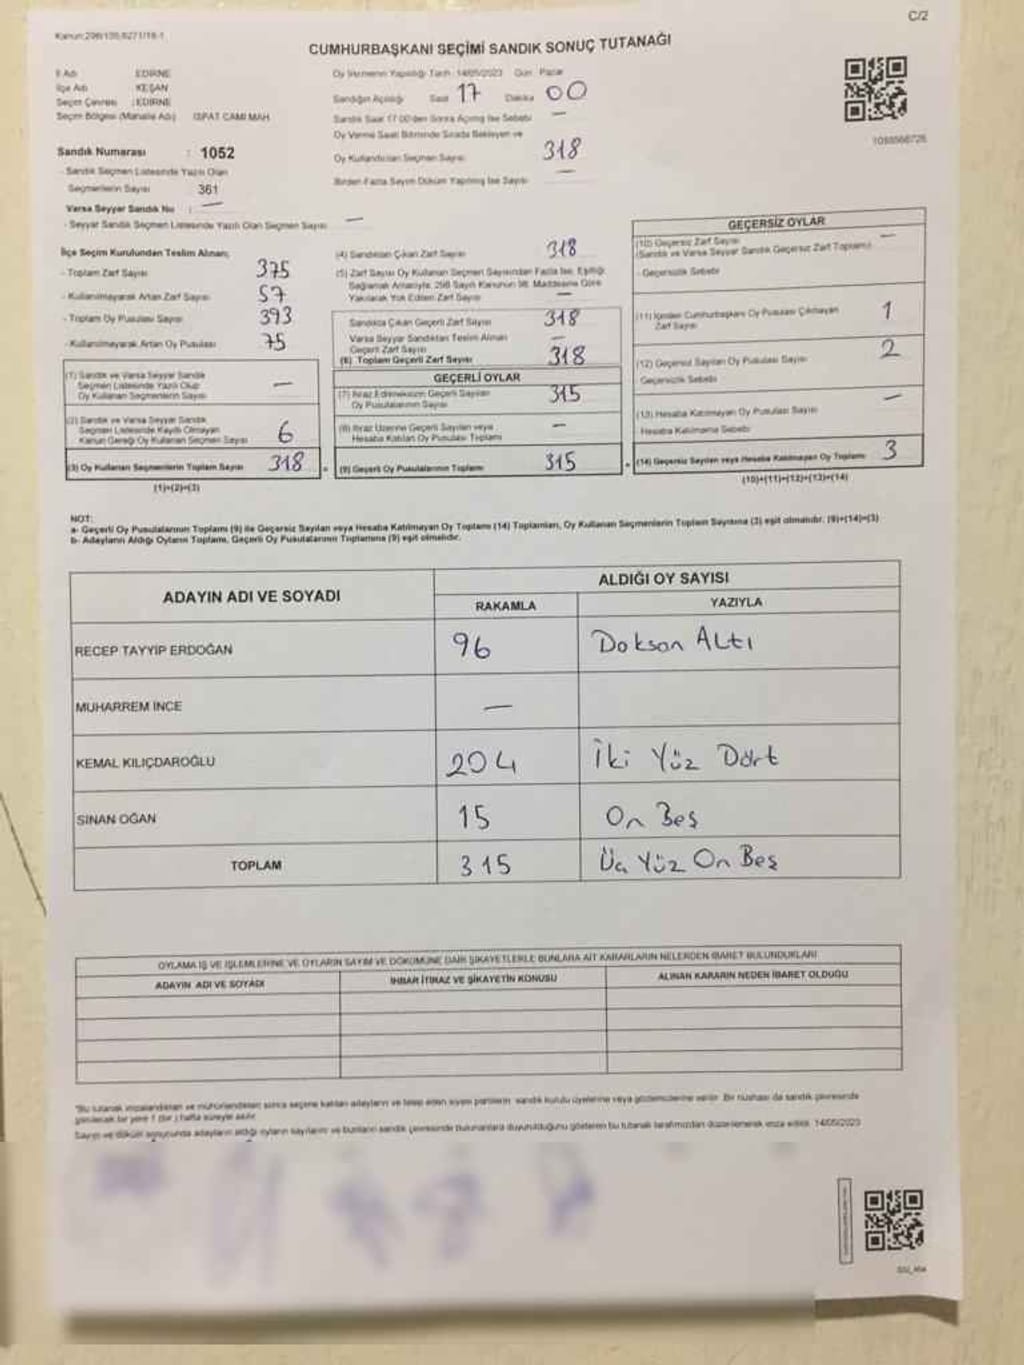 C/2
Kanun:298/105,6271/18-1
CUMHURBAŞKANI SEÇİMİ SANDIK SONUÇ TUTANAĞI
İl Adı EDİRNE
İlçe Adı KEŞAN
Seçim Çevresi : EDİRNE
Seçim Bölgesi (Mahalle Adı) İSPAT CAMİ MAH
Sandık Numarası : 1052
- Sandık Seçmen Listesinde Yazılı Olan
Seçmenlerin Sayısı 361
Varsa Seyyar Sandık No : —
- Seyyar Sandık Seçmen Listesinde Yazılı Olan Seçmen Sayısı —
Oy Verme Yapıldığı Tarih 14/05/2023 Gün Pazar
Sandığın Açıldığı Saat 17 Dakika 00
Sandık Saat 17.00'den Sonra Açılmış İse Sebebi —
Oy Verme Saati Bitiminde Sırada Bekleyen ve
Oy Kullandırılan Seçmen Sayısı 318
Birden Fazla Sayım Döküm Yapılmış İse Sayısı —
1088566726
İlçe Seçim Kurulundan Teslim Alınan;
- Toplam Zarf Sayısı 375
- Kullanılmayarak Artan Zarf Sayısı 57
- Toplam Oy Pusulası Sayısı 393
- Kullanılmayarak Artan Oy Pusulası 75
(1) Sandık ve Varsa Seyyar Sandık
Seçmen Listesinde Yazılı Olup
Oy Kullanan Seçmenlerin Sayısı —
(2) Sandık ve Varsa Seyyar Sandık
Seçmen Listesinde Kayıtlı Olmayan
Kanun Gereği Oy Kullanan Seçmen Sayısı 6
(3) Oy Kullanan Seçmenlerin Toplam Sayısı 318
(1)+(2)=(3)
(4) Sandıktan Çıkan Zarf Sayısı 318
(5) Zarf Sayısı Oy Kullanan Seçmen Sayısından Fazla İse, Eşitliği
Sağlamak Amacıyla, 298 Sayılı Kanunun 98. Maddesine Göre
Yakılarak Yok Edilen Zarf Sayısı —
Sandıkta Çıkan Geçerli Zarf Sayısı 318
Varsa Seyyar Sandıktan Teslim Alınan
Geçerli Zarf Sayısı —
(6) Toplam Geçerli Zarf Sayısı 318
GEÇERLİ OYLAR
(7) İtiraz Edilmeksizin Geçerli Sayılan
Oy Pusulalarının Sayısı 315
(8) İtiraz Üzerine Geçerli Sayılan veya
Hesaba Katılan Oy Pusulası Toplamı —
(9) Geçerli Oy Pusulalarının Toplamı 315
GEÇERSİZ OYLAR
(10) Geçersiz Zarf Sayısı
(Sandık ve Varsa Seyyar Sandık Geçersiz Zarf Toplamı) —
- Geçersizlik Sebebi
(11) İçinden Cumhurbaşkanı Oy Pusulası Çıkmayan
Zarf Sayısı 1
(12) Geçersiz Sayılan Oy Pusulası Sayısı 2
Geçersizlik Sebebi
(13) Hesaba Katılmayan Oy Pusulası Sayısı —
Hesaba Katılmama Sebebi
(14) Geçersiz Sayılan veya Hesaba Katılmayan Oy Toplamı 3
(10)+(11)+(12)+(13)=(14)
NOT:
a- Geçerli Oy Pusulalarının Toplamı (9) ile Geçersiz Sayılan veya Hesaba Katılmayan Oy Toplamı (14) Toplamları, Oy Kullanan Seçmenlerin Toplam Sayısına (3) eşit olmalıdır. (9)+(14)=(3)
b- Adayların Aldığı Oyların Toplamı, Geçerli Oy Pusulalarının Toplamına (9) eşit olmalıdır.
ADAYIN ADI VE SOYADI ALDIĞI OY SAYISI
RAKAMLA YAZIYLA
RECEP TAYYİP ERDOĞAN 96 Doksan Altı
MUHARREM İNCE —
KEMAL KILIÇDAROĞLU 204 İki Yüz Dört
SİNAN OĞAN 15 On Beş
TOPLAM 315 Üç Yüz On Beş
OYLAMA İŞ VE İŞLEMLERİNE VE OYLARIN SAYIM VE DÖKÜMÜNE DAİR ŞİKAYETLERLE BUNLARA AİT KARARLARIN NELERDEN İBARET BULUNDUKLARI
ADAYIN ADI VE SOYADI İHBAR İTİRAZ VE ŞİKAYETİN KONUSU ALINAN KARARIN NEDEN İBARET OLDUĞU
"Bu tutanak imzalandıktan ve mühürlendikten sonra seçime katılan adayların ve talep eden siyasi partilerin sandık kurulu üyelerine veya gözlemcilerine verilir. Bir nüshası da sandık çevresinde
görülecek bir yere 1 (bir) hafta süreyle asılır.
Sayım ve döküm sonucunda adayların aldığı oyların sayılarını ve bunların sandık çevresinde bulunanlara duyurulduğunu gösteren bu tutanak tarafımızdan düzenlenerek imza edildi. 14/05/2023